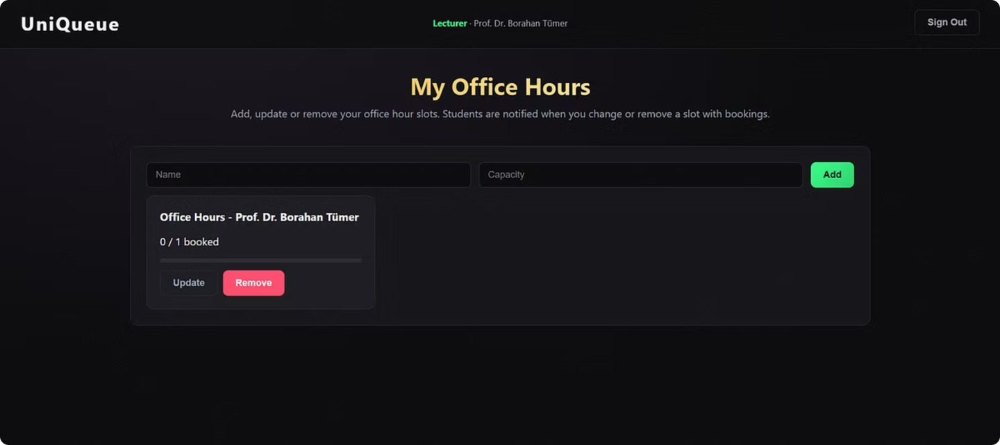 UniQueue
Lecturer · Prof. Dr. Borahan Tümer
Sign Out
My Office Hours
Add, update or remove your office hour slots. Students are notified when you change or remove a slot with bookings.
Name
Capacity
Add
Office Hours - Prof. Dr. Borahan Tümer
0 / 1 booked
Update
Remove